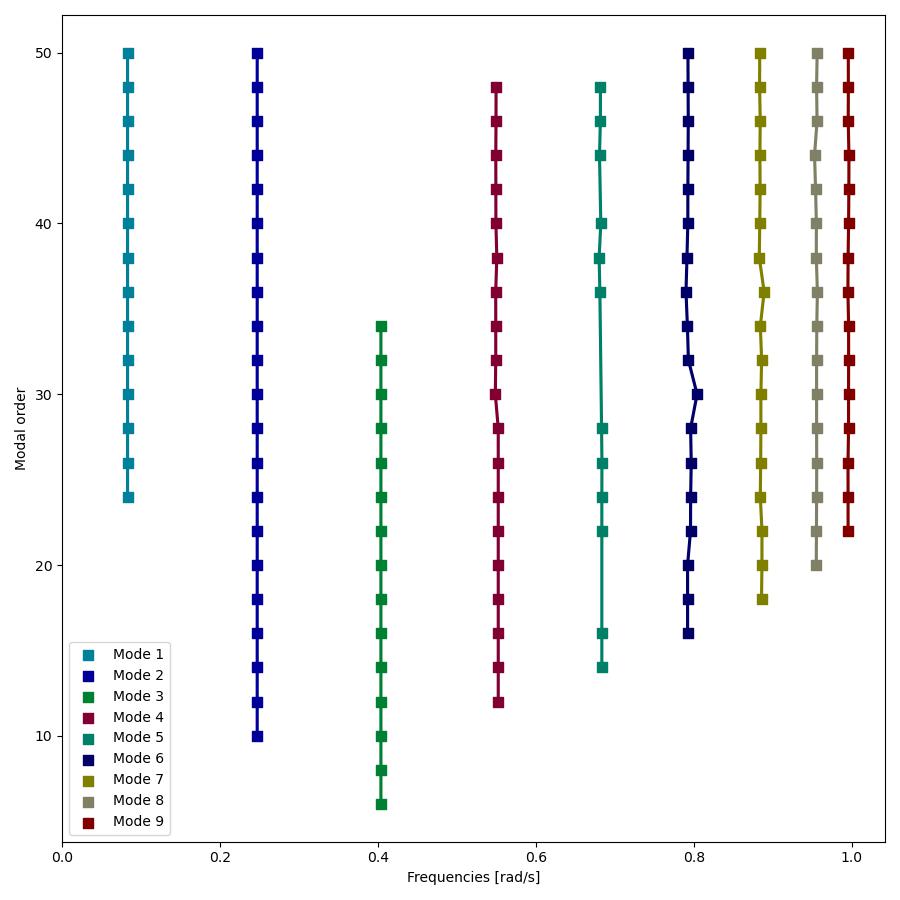 50
40
30
20
10
Modal order
Mode 1
Mode 2
Mode 3
Mode 4
Mode 5
Mode 6
Mode 7
Mode 8
Mode 9
0.0 0.2 0.4 0.6 0.8 1.0
Frequencies [rad/s]